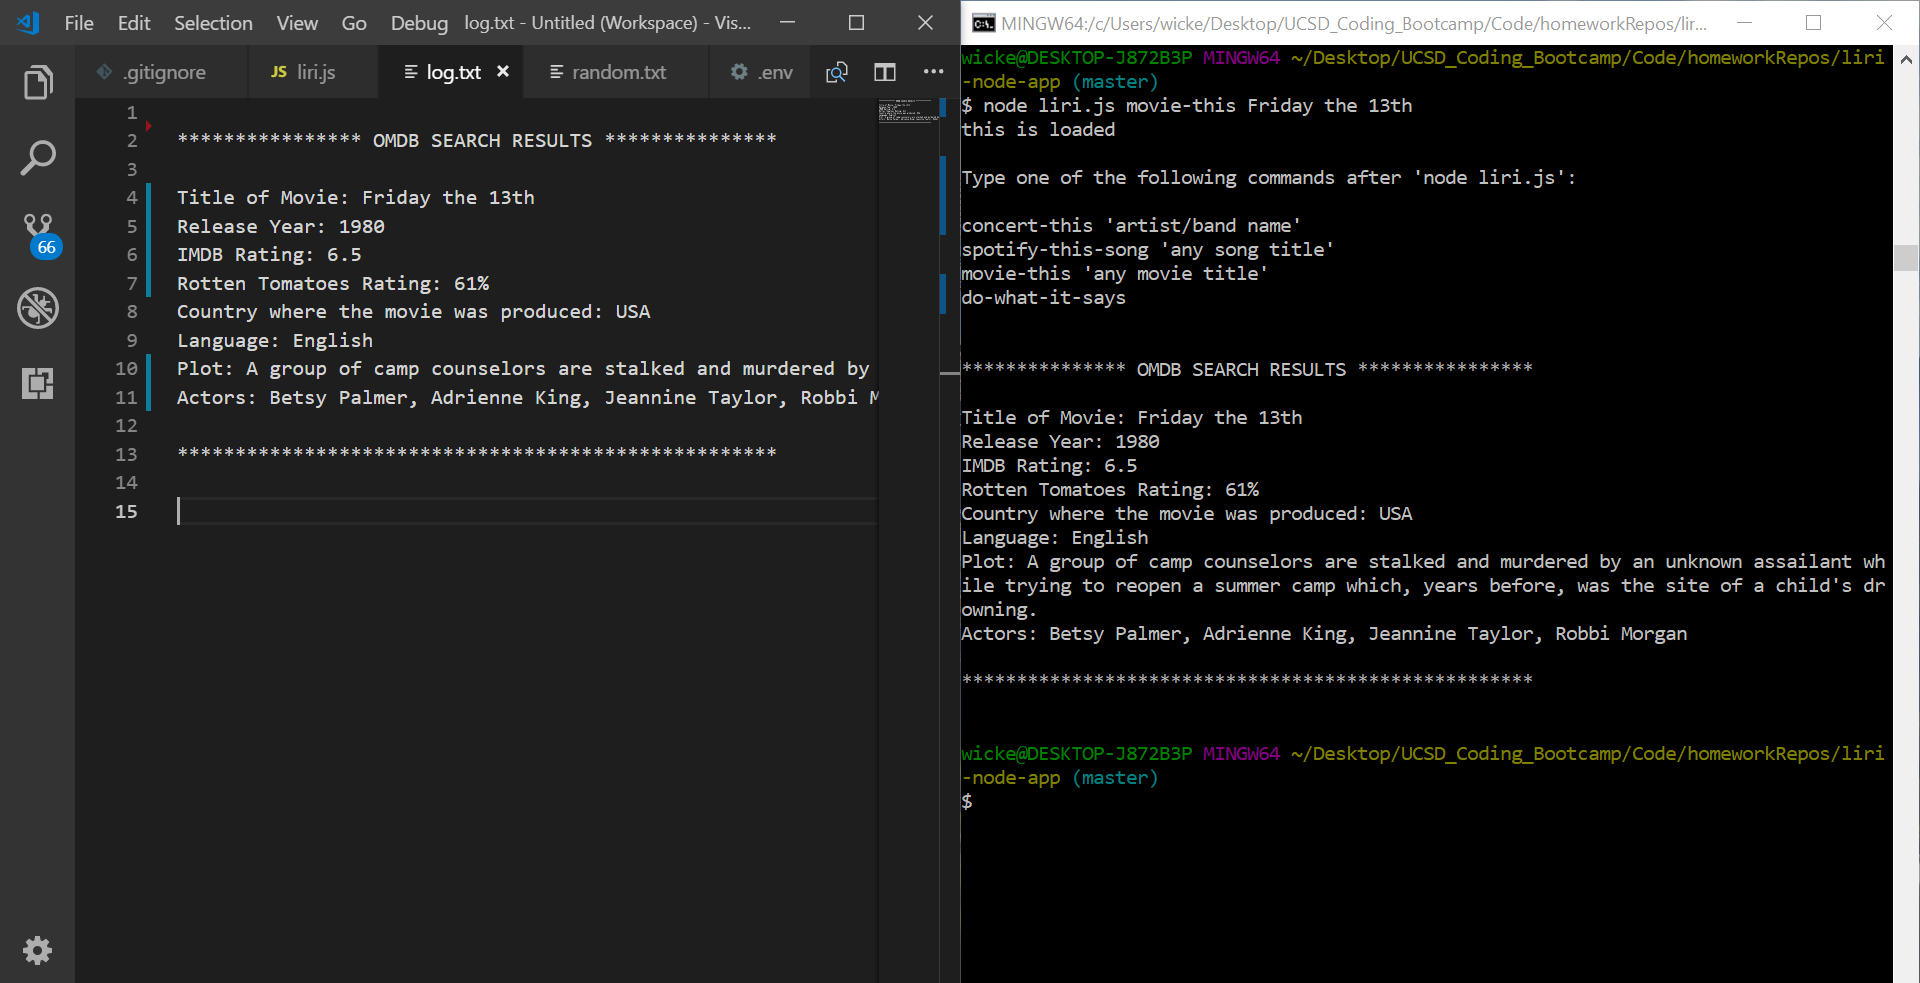 File Edit Selection View Go Debug log.txt - Untitled (Workspace) - Vis...
.gitignore JS liri.js log.txt random.txt .env
66
1
2 **************** OMDB SEARCH RESULTS ***************
3
4 Title of Movie: Friday the 13th
5 Release Year: 1980
6 IMDB Rating: 6.5
7 Rotten Tomatoes Rating: 61%
8 Country where the movie was produced: USA
9 Language: English
10 Plot: A group of camp counselors are stalked and murdered by
11 Actors: Betsy Palmer, Adrienne King, Jeannine Taylor, Robbi M
12
13 ****************************************************
14
15
MINGW64:/c/Users/wicke/Desktop/UCSD_Coding_Bootcamp/Code/homeworkRepos/lir...
wicke@DESKTOP-J872B3P MINGW64 ~/Desktop/UCSD_Coding_Bootcamp/Code/homeworkRepos/liri
-node-app (master)
$ node liri.js movie-this Friday the 13th
this is loaded
Type one of the following commands after 'node liri.js':
concert-this 'artist/band name'
spotify-this-song 'any song title'
movie-this 'any movie title'
do-what-it-says
*************** OMDB SEARCH RESULTS ****************
Title of Movie: Friday the 13th
Release Year: 1980
IMDB Rating: 6.5
Rotten Tomatoes Rating: 61%
Country where the movie was produced: USA
Language: English
Plot: A group of camp counselors are stalked and murdered by an unknown assailant wh
ile trying to reopen a summer camp which, years before, was the site of a child's dr
owning.
Actors: Betsy Palmer, Adrienne King, Jeannine Taylor, Robbi Morgan
****************************************************
wicke@DESKTOP-J872B3P MINGW64 ~/Desktop/UCSD_Coding_Bootcamp/Code/homeworkRepos/liri
-node-app (master)
$